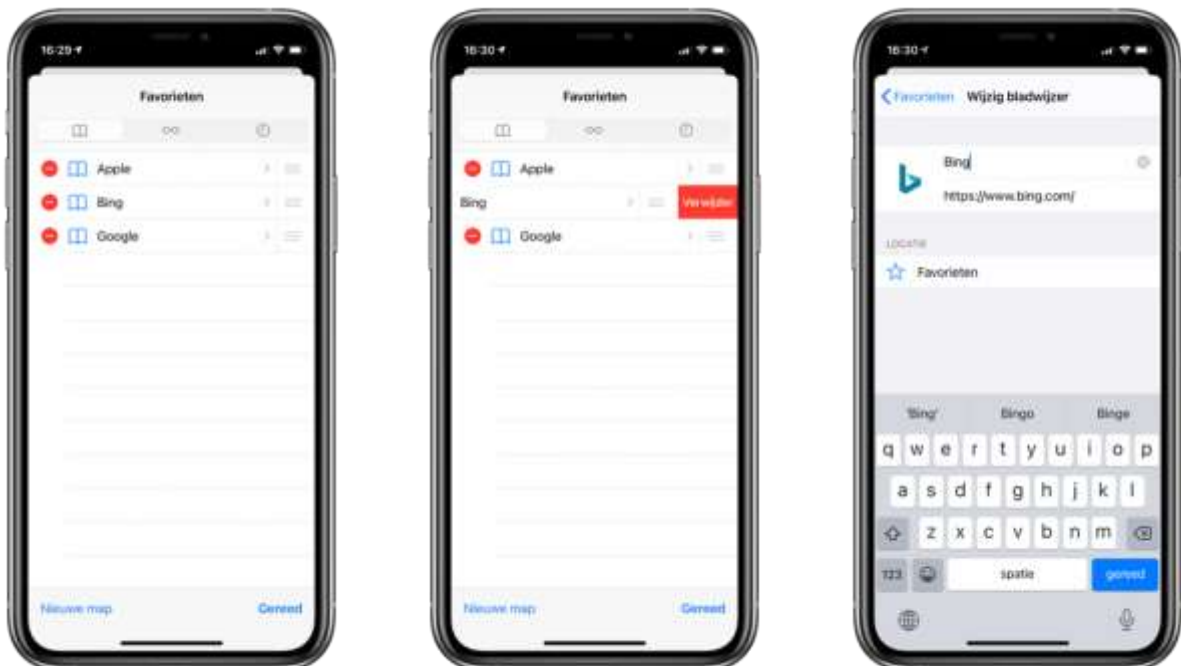 16:29
Favorieten
Apple
Bing
Google
Nieuwe map
Gereed
16:30
Favorieten
Apple
Bing
Verwijder
Google
Nieuwe map
Gereed
16:30
Favorieten
Wijzig bladwijzer
Bing
https://www.bing.com/
LOCATIE
Favorieten
'Bing'
Bingo
Binge
q w e r t y u i o p
a s d f g h j k l
z x c v b n m
123
spatie
gereed